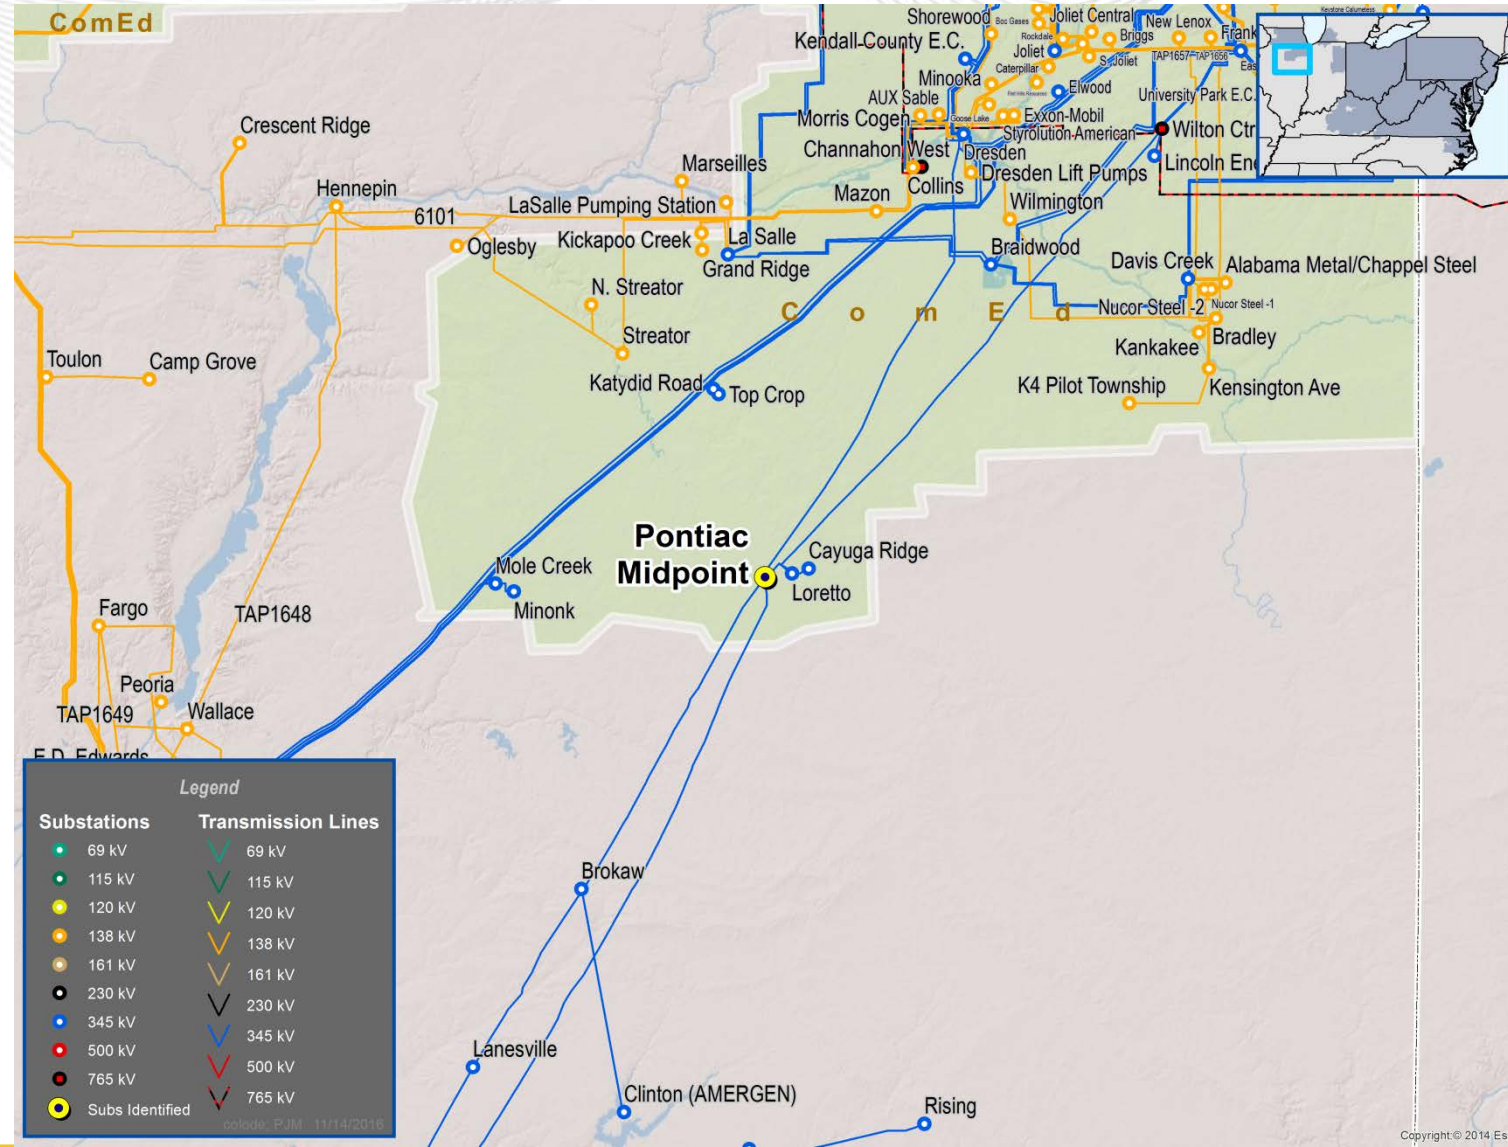 ComEd
Shorewood
Boc Gases
Joliet Central
New Lenox
Keystone Calumetess
Kendall County E.C.
Rockdale
Briggs
Frank
Joliet
S. Joliet
TAP1657
TAP1656
Eas
Minooka
Caterpillar
Elwood
University Park E.C.
AUX Sable
Morris Cogen
Goose Lake
Exxon-Mobil
Styrolution American
Wilton Ctr
Crescent Ridge
Channahon West
Dresden
Lincoln Ene
Marseilles
Collins
Dresden Lift Pumps
Hennepin
6101
LaSalle Pumping Station
Mazon
Wilmington
Oglesby
Kickapoo Creek
La Salle
Braidwood
Grand Ridge
Davis Creek
Alabama Metal/Chappel Steel
N. Streator
C o m E d
Nucor Steel -2
Nucor Steel -1
Streator
Bradley
Kankakee
Toulon
Camp Grove
Katydid Road
Top Crop
K4 Pilot Township
Kensington Ave
Pontiac
Midpoint
Cayuga Ridge
Loretto
Mole Creek
Minonk
Fargo
TAP1648
Peoria
TAP1649
Wallace
E.D. Edwards
Legend
Substations
69 kV
115 kV
120 kV
138 kV
161 kV
230 kV
345 kV
500 kV
765 kV
Subs Identified
Transmission Lines
69 kV
115 kV
120 kV
138 kV
161 kV
230 kV
345 kV
500 kV
765 kV
colode, PJM 11/14/2016
Brokaw
Lanesville
Clinton (AMERGEN)
Rising
Copyright:© 2014 Es